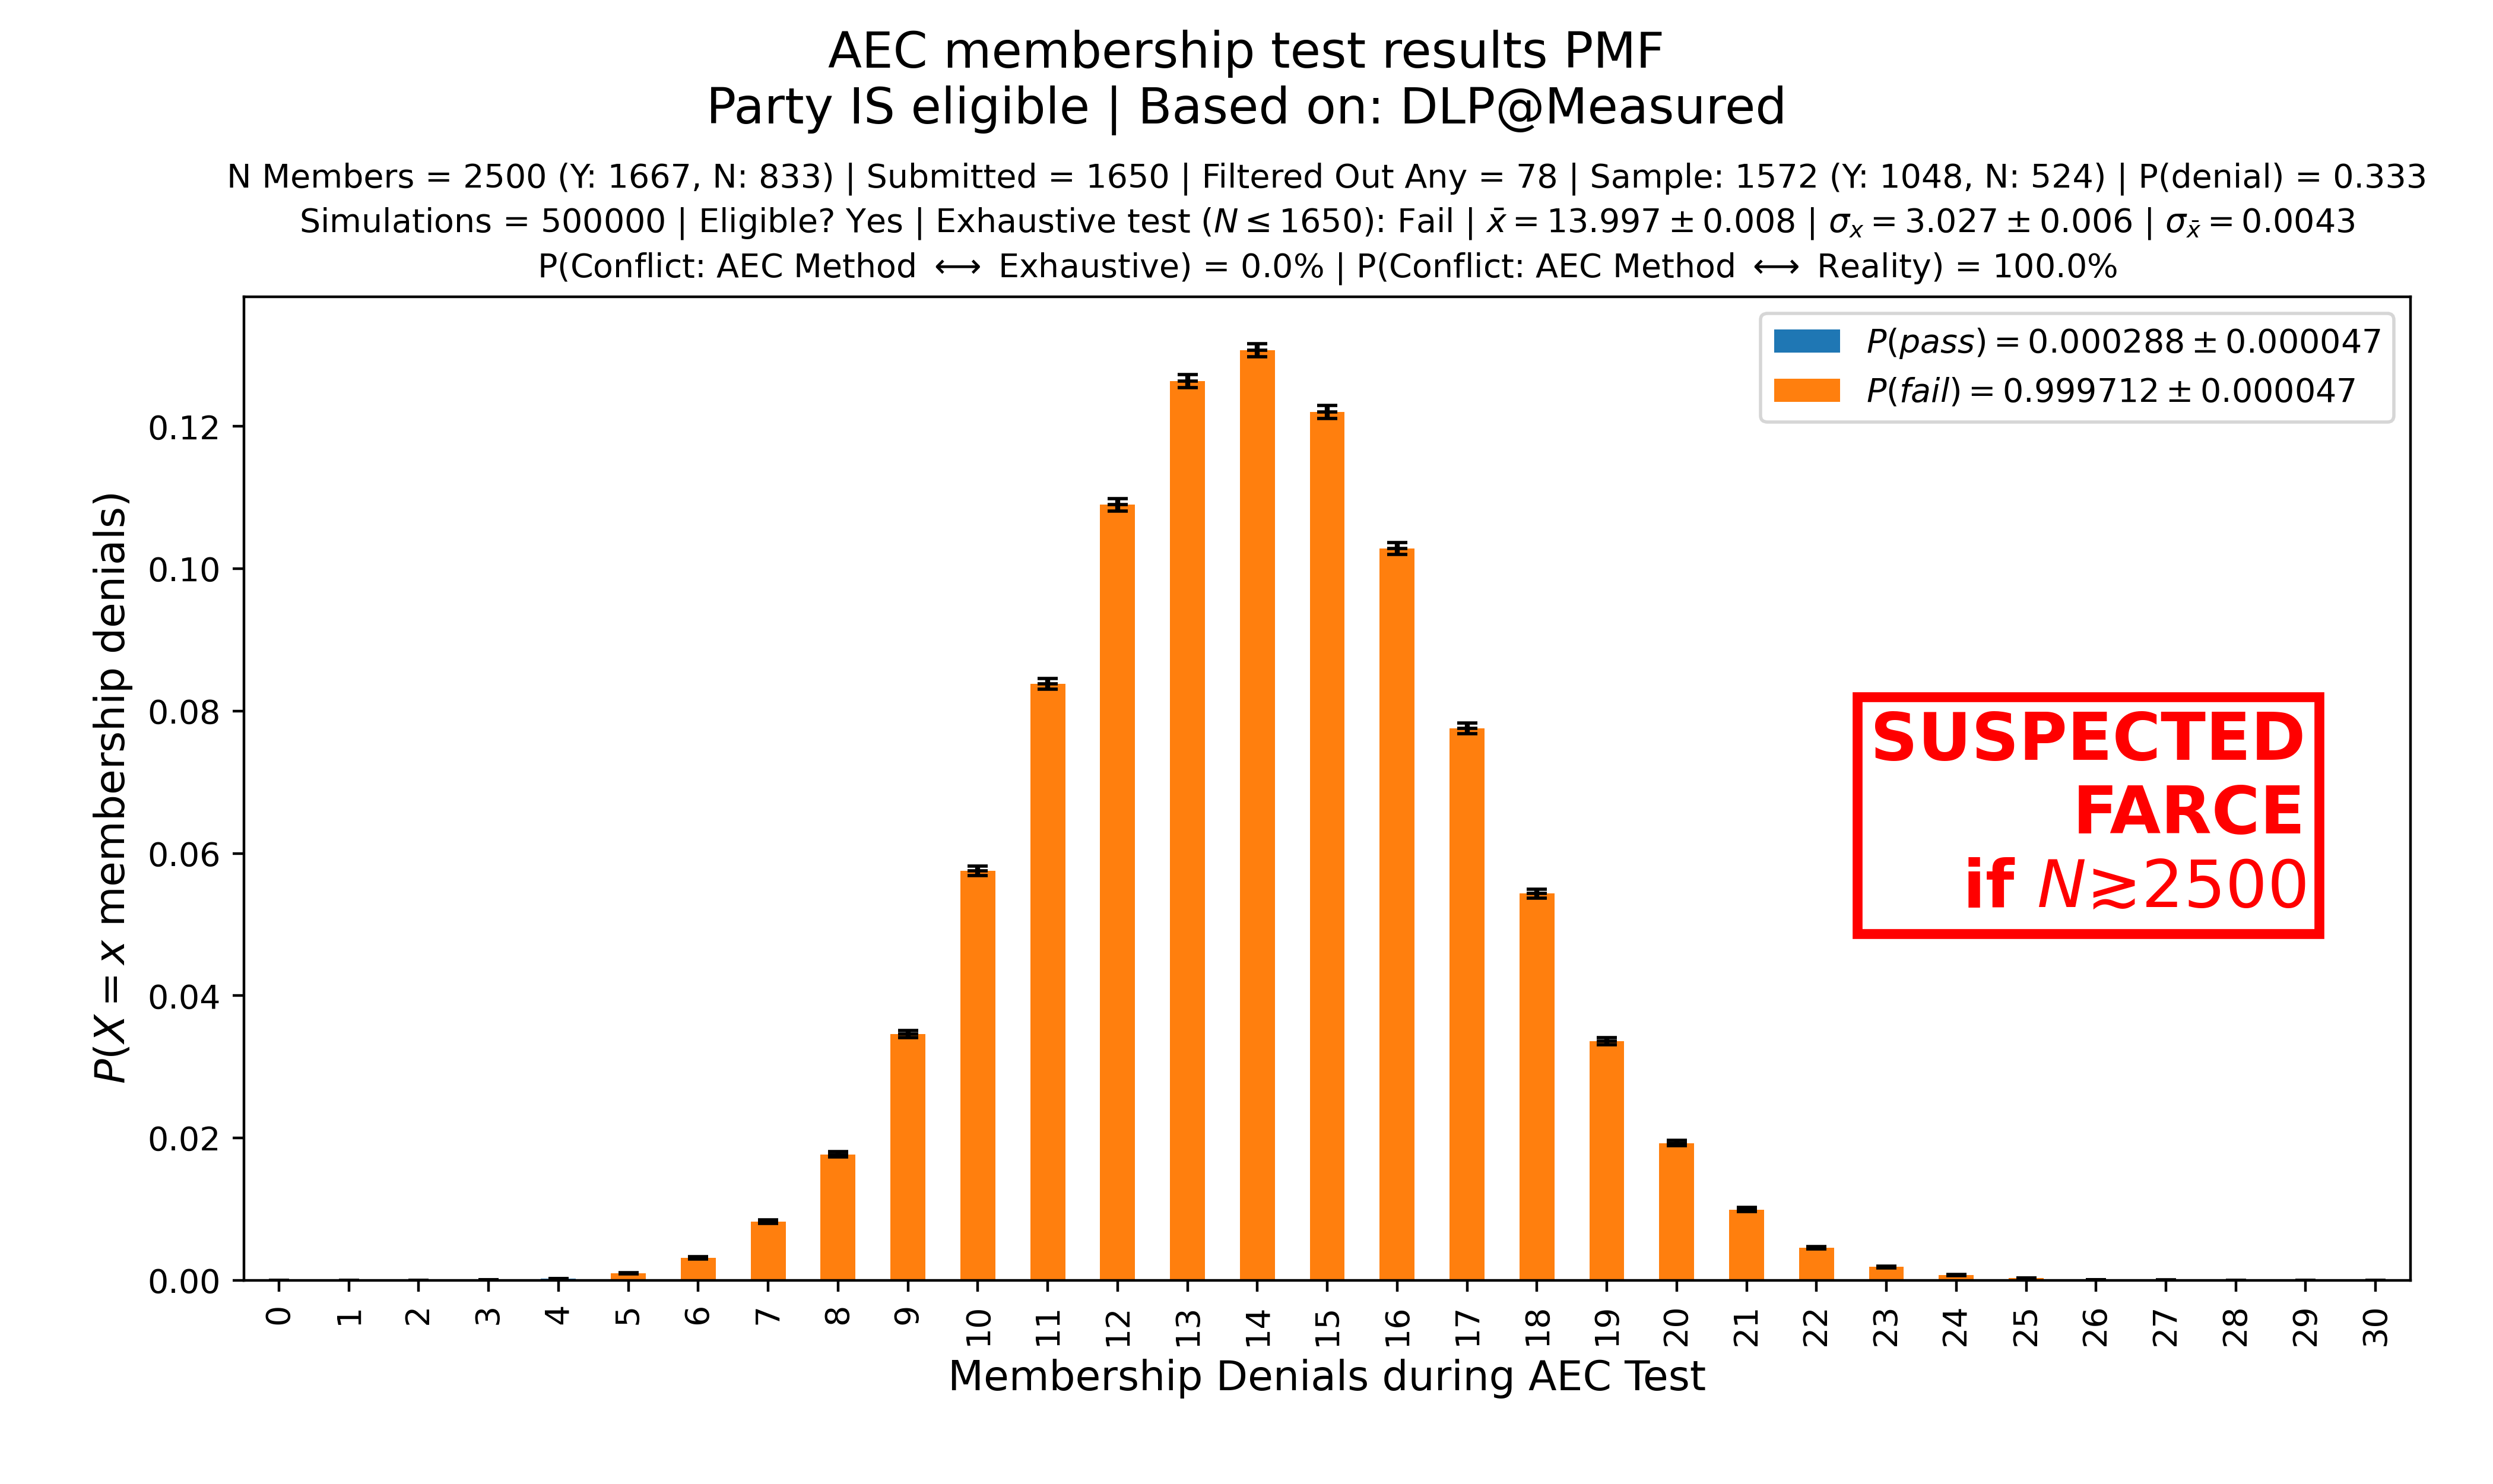 AEC membership test results PMF
Party IS eligible | Based on: DLP@Measured
N Members = 2500 (Y: 1667, N: 833) | Submitted = 1650 | Filtered Out Any = 78 | Sample: 1572 (Y: 1048, N: 524) | P(denial) = 0.333
Simulations = 500000 | Eligible? Yes | Exhaustive test (N ≤ 1650): Fail | x̄ = 13.997 ± 0.008 | σₓ = 3.027 ± 0.006 | σ_x̄ = 0.0043
P(Conflict: AEC Method ⟷ Exhaustive) = 0.0% | P(Conflict: AEC Method ⟷ Reality) = 100.0%
P(pass) = 0.000288 ± 0.000047
P(fail) = 0.999712 ± 0.000047
SUSPECTED
FARCE
if N⪆2500
P(X = x membership denials)
0.12
0.10
0.08
0.06
0.04
0.02
0.00
0 1 2 3 4 5 6 7 8 9 10 11 12 13 14 15 16 17 18 19 20 21 22 23 24 25 26 27 28 29 30
Membership Denials during AEC Test